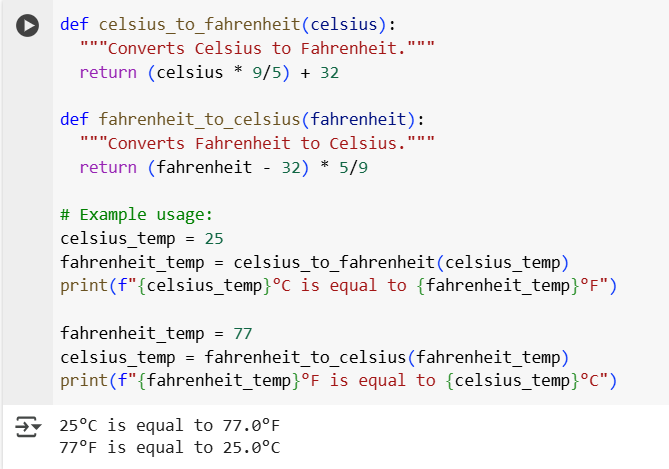 def celsius_to_fahrenheit(celsius):
  """Converts Celsius to Fahrenheit."""
  return (celsius * 9/5) + 32

def fahrenheit_to_celsius(fahrenheit):
  """Converts Fahrenheit to Celsius."""
  return (fahrenheit - 32) * 5/9

# Example usage:
celsius_temp = 25
fahrenheit_temp = celsius_to_fahrenheit(celsius_temp)
print(f"{celsius_temp}°C is equal to {fahrenheit_temp}°F")

fahrenheit_temp = 77
celsius_temp = fahrenheit_to_celsius(fahrenheit_temp)
print(f"{fahrenheit_temp}°F is equal to {celsius_temp}°C")

25°C is equal to 77.0°F
77°F is equal to 25.0°C